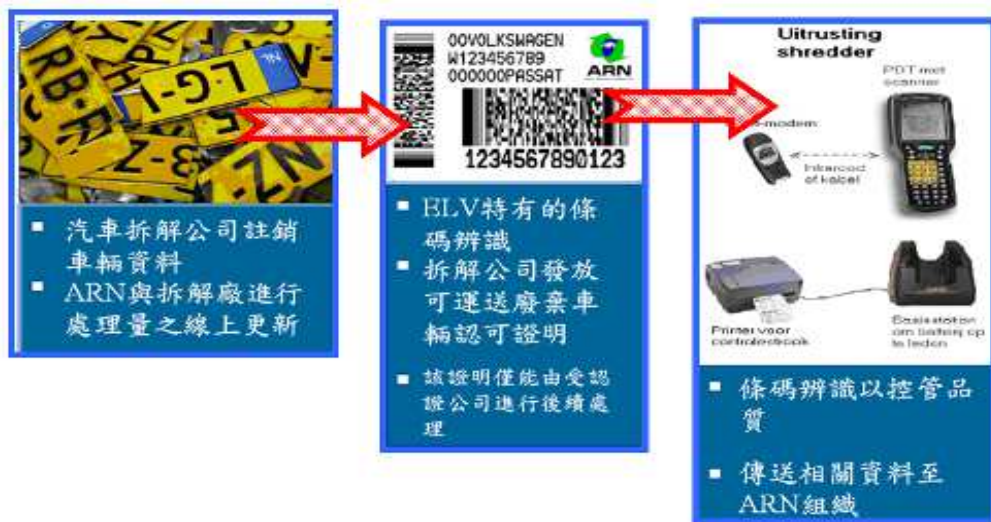 RB-R
LG-1
NL
NZ-
汽車拆解公司註銷
車輛資料
ARN與拆解廠進行
處理量之線上更新
00VOLKSWAGEN
W123456789
000000PASSAT
ARN
1234567890123
ELV特有的條
碼辨識
拆解公司發放
可運送廢棄車
輛認可證明
該證明僅能由受認
證公司進行後續處
理
Uitrusting
shredder
PDT met
scanner
modem
of kabel
Printer voor
Basisstation
om batterij op
te laden
條碼辨識以控管品
質
傳送相關資料至
ARN組織